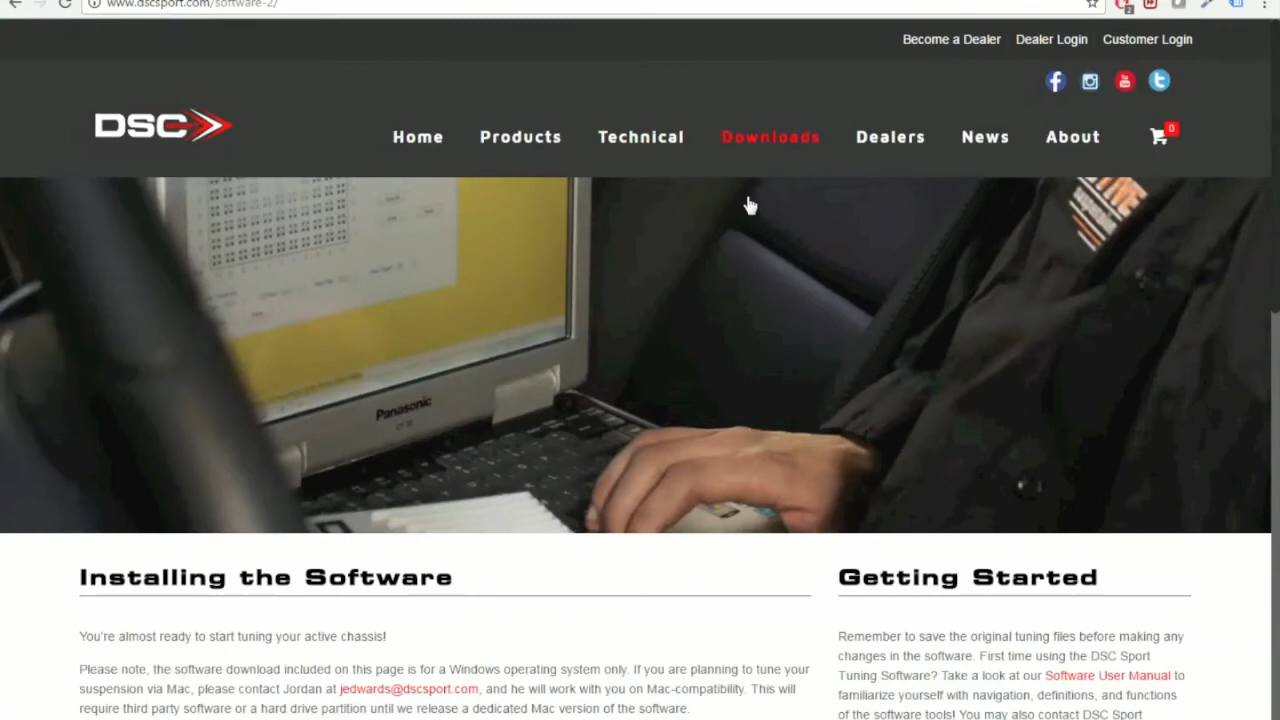 www.dscsport.com/software-2/
2
Become a Dealer Dealer Login Customer Login
DSC
Home Products Technical Downloads Dealers News About 0
Panasonic
Installing the Software
You're almost ready to start tuning your active chassis!
Please note, the software download included on this page is for a Windows operating system only. If you are planning to tune your
suspension via Mac, please contact Jordan at jedwards@dscsport.com, and he will work with you on Mac-compatibility. This will
require third party software or a hard drive partition until we release a dedicated Mac version of the software.
Getting Started
Remember to save the original tuning files before making any
changes in the software. First time using the DSC Sport
Tuning Software? Take a look at our Software User Manual to
familiarize yourself with navigation, definitions, and functions
of the software tools! You may also contact DSC Sport